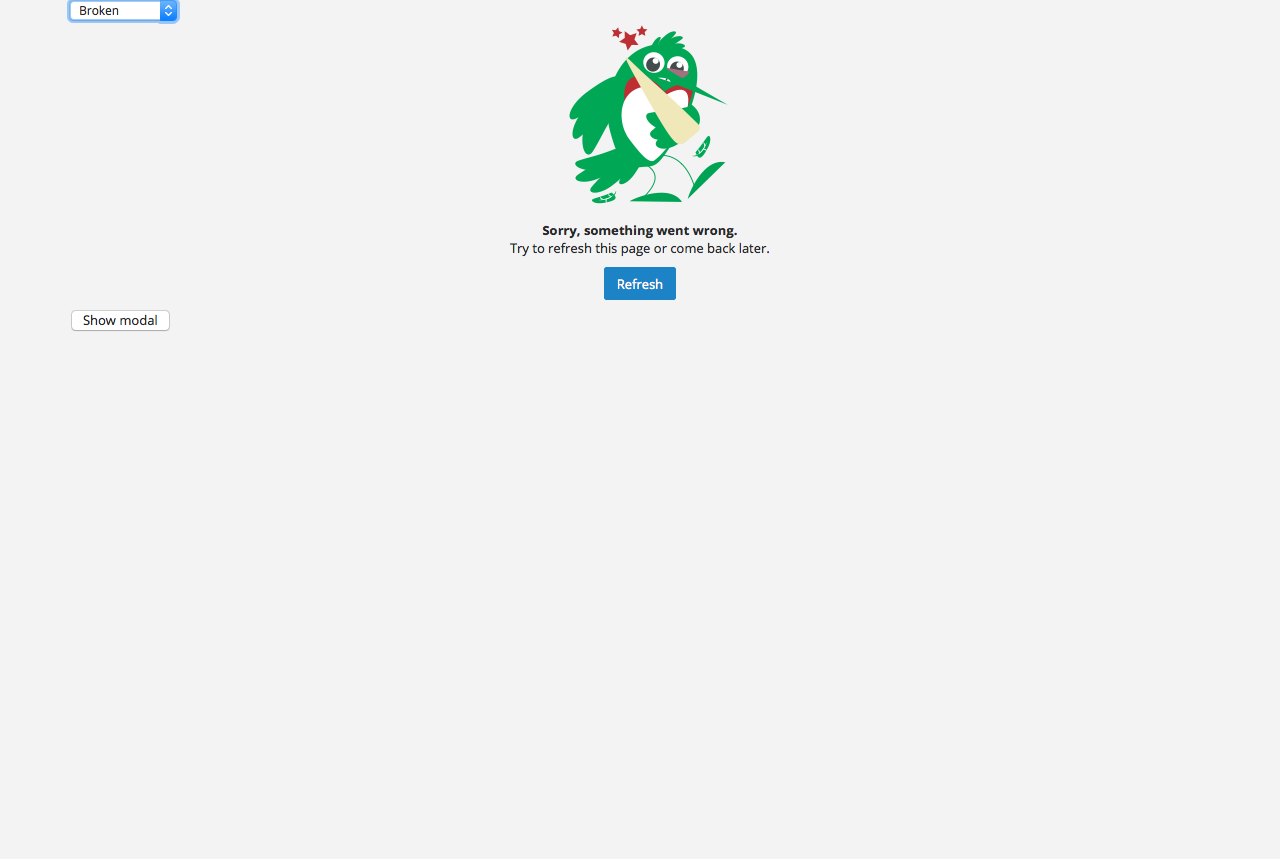 Broken
Sorry, something went wrong.
Try to refresh this page or come back later.
Refresh
Show modal